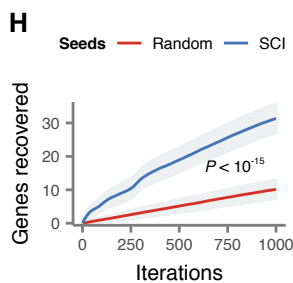 H
Seeds Random SCI
Genes recovered
30
20
10
0
P < 10-15
0 250 500 750 1000
Iterations